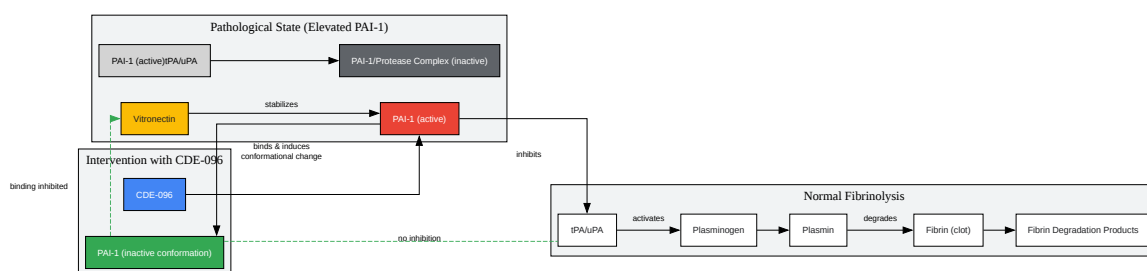 Pathological State (Elevated PAI-1)
PAI-1 (active)tPA/uPA
PAI-1/Protease Complex (inactive)
Vitronectin
stabilizes
PAI-1 (active)
binds & induces
conformational change
inhibits
Intervention with CDE-096
binding inhibited
CDE-096
PAI-1 (inactive conformation)
no inhibition
Normal Fibrinolysis
tPA/uPA
activates
Plasminogen
Plasmin
degrades
Fibrin (clot)
Fibrin Degradation Products